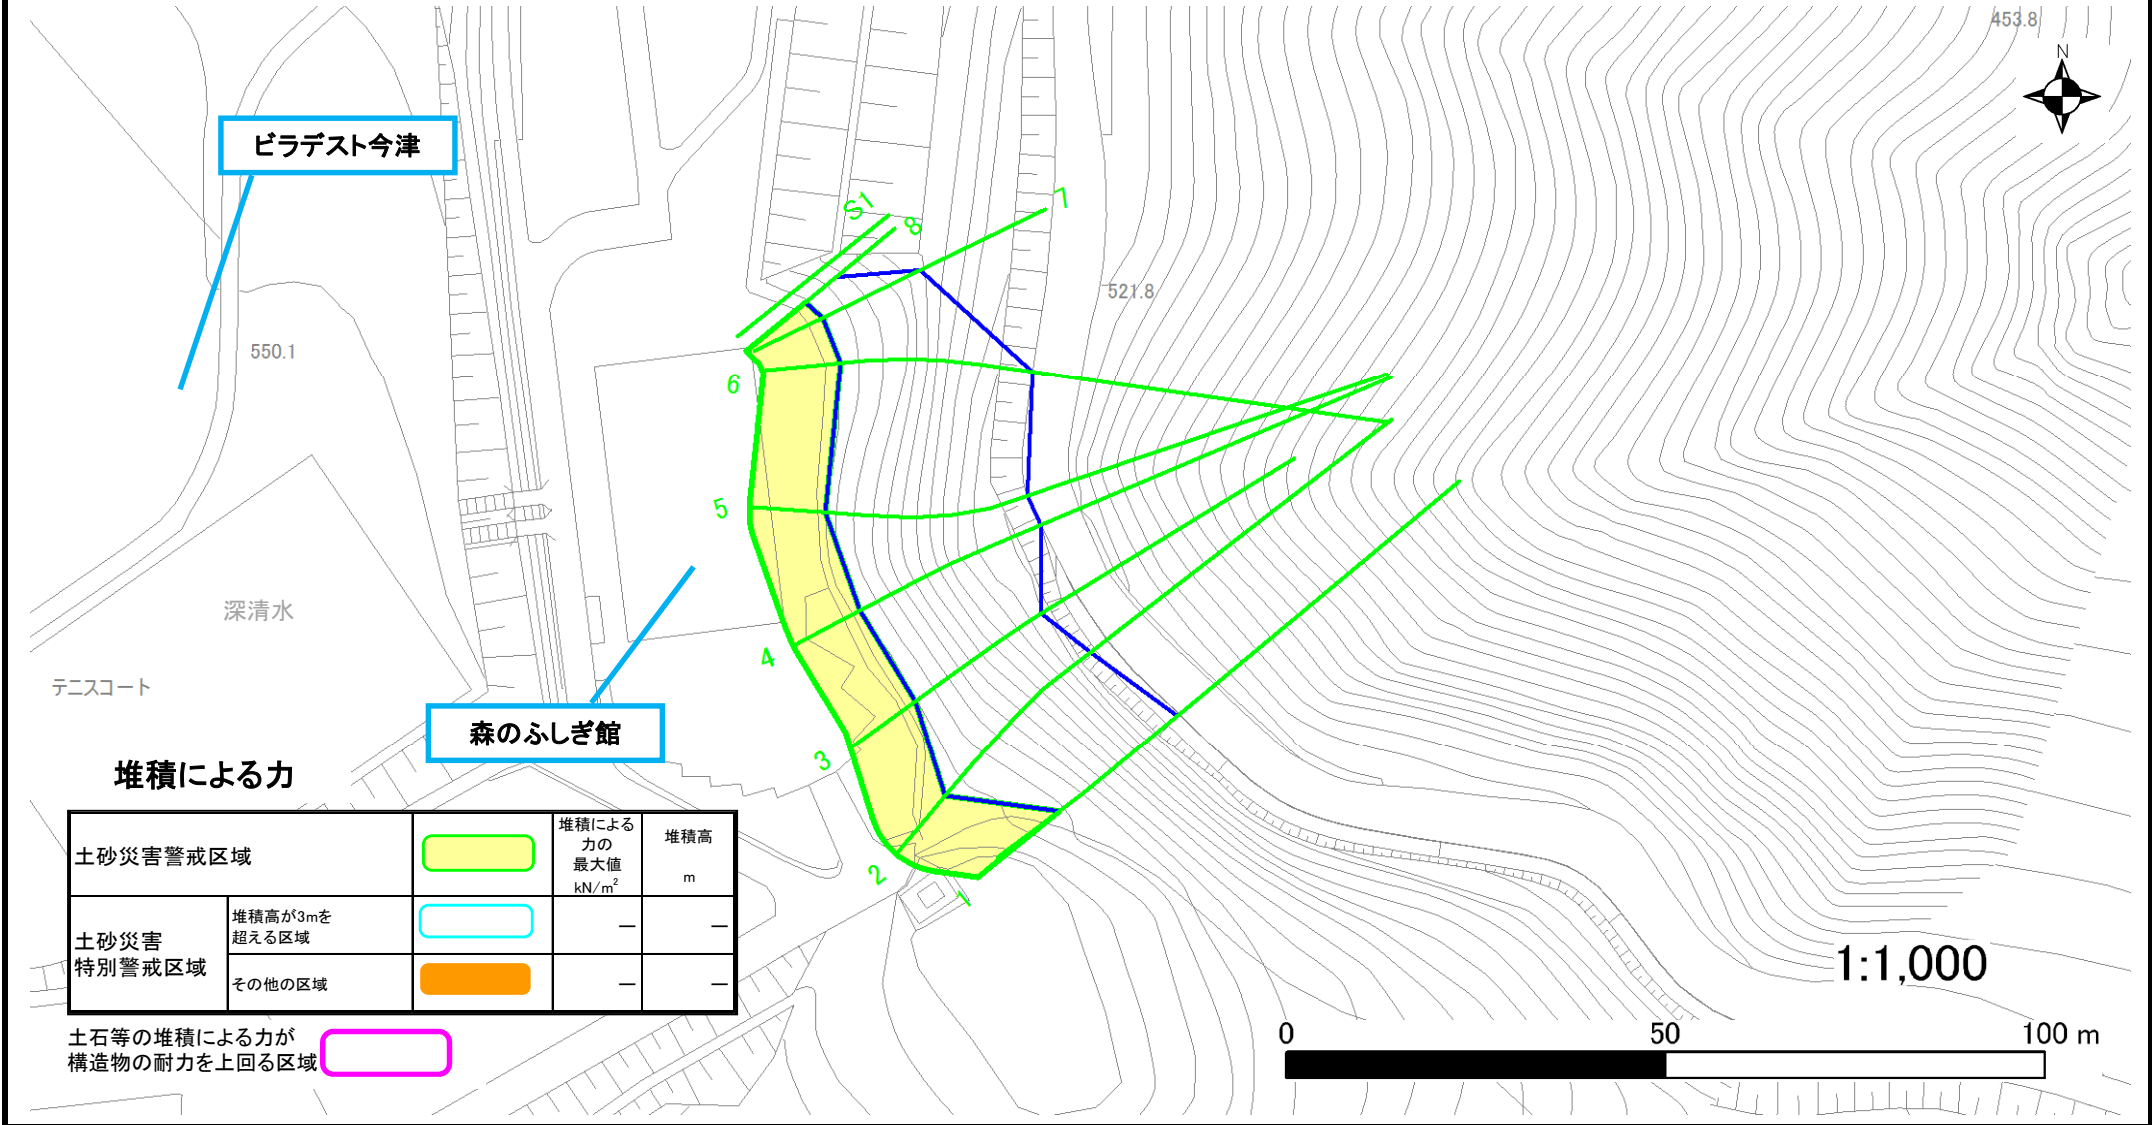 453.8
N
ビラデスト今津
S1
8
7
521.8
550.1
6
5
深清水
4
テニスコート
森のふしぎ館
3
2
1
堆積による力
土砂災害警戒区域
堆積による
力の
最大値
kN/m²
堆積高
m
土砂災害
特別警戒区域
堆積高が3mを
超える区域
－
－
その他の区域
－
－
土石等の堆積による力が
構造物の耐力を上回る区域
1:1,000
0 50 100 m